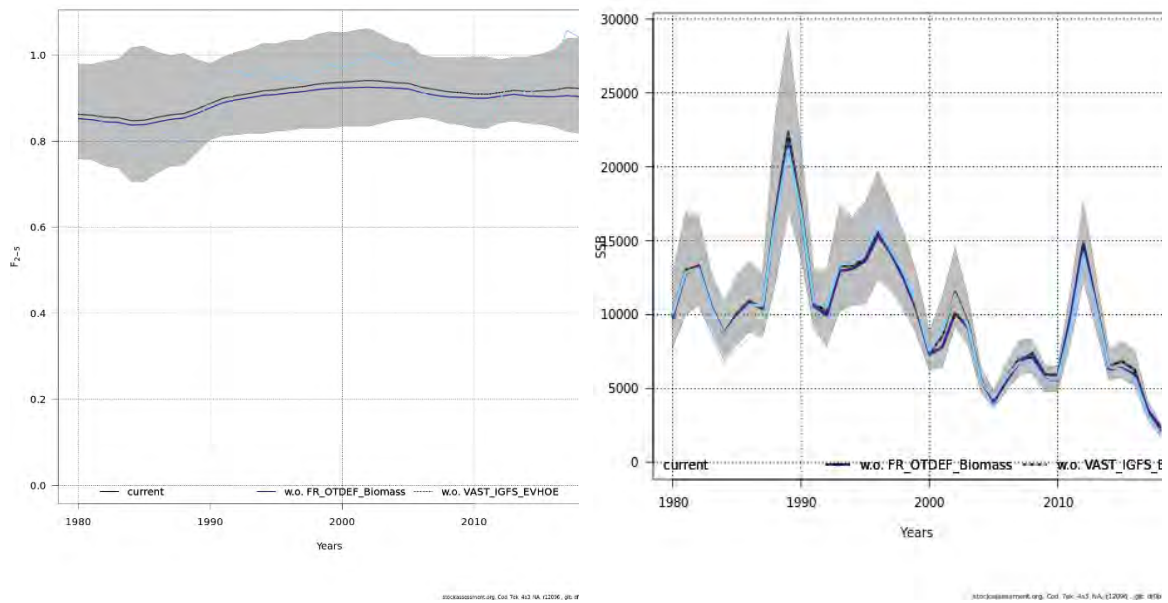 1.0
0.8
0.6
0.4
0.2
0.0
F2−5
current
w.o. FR_OTDEF_Biomass
w.o. VAST_IGFS_EVHOE
1980
1990
2000
2010
Years
30000
25000
20000
15000
10000
5000
0
SSB
current
w.o. FR_OTDEF_Biomass
w.o. VAST_IGFS_E
1980
1990
2000
2010
Years